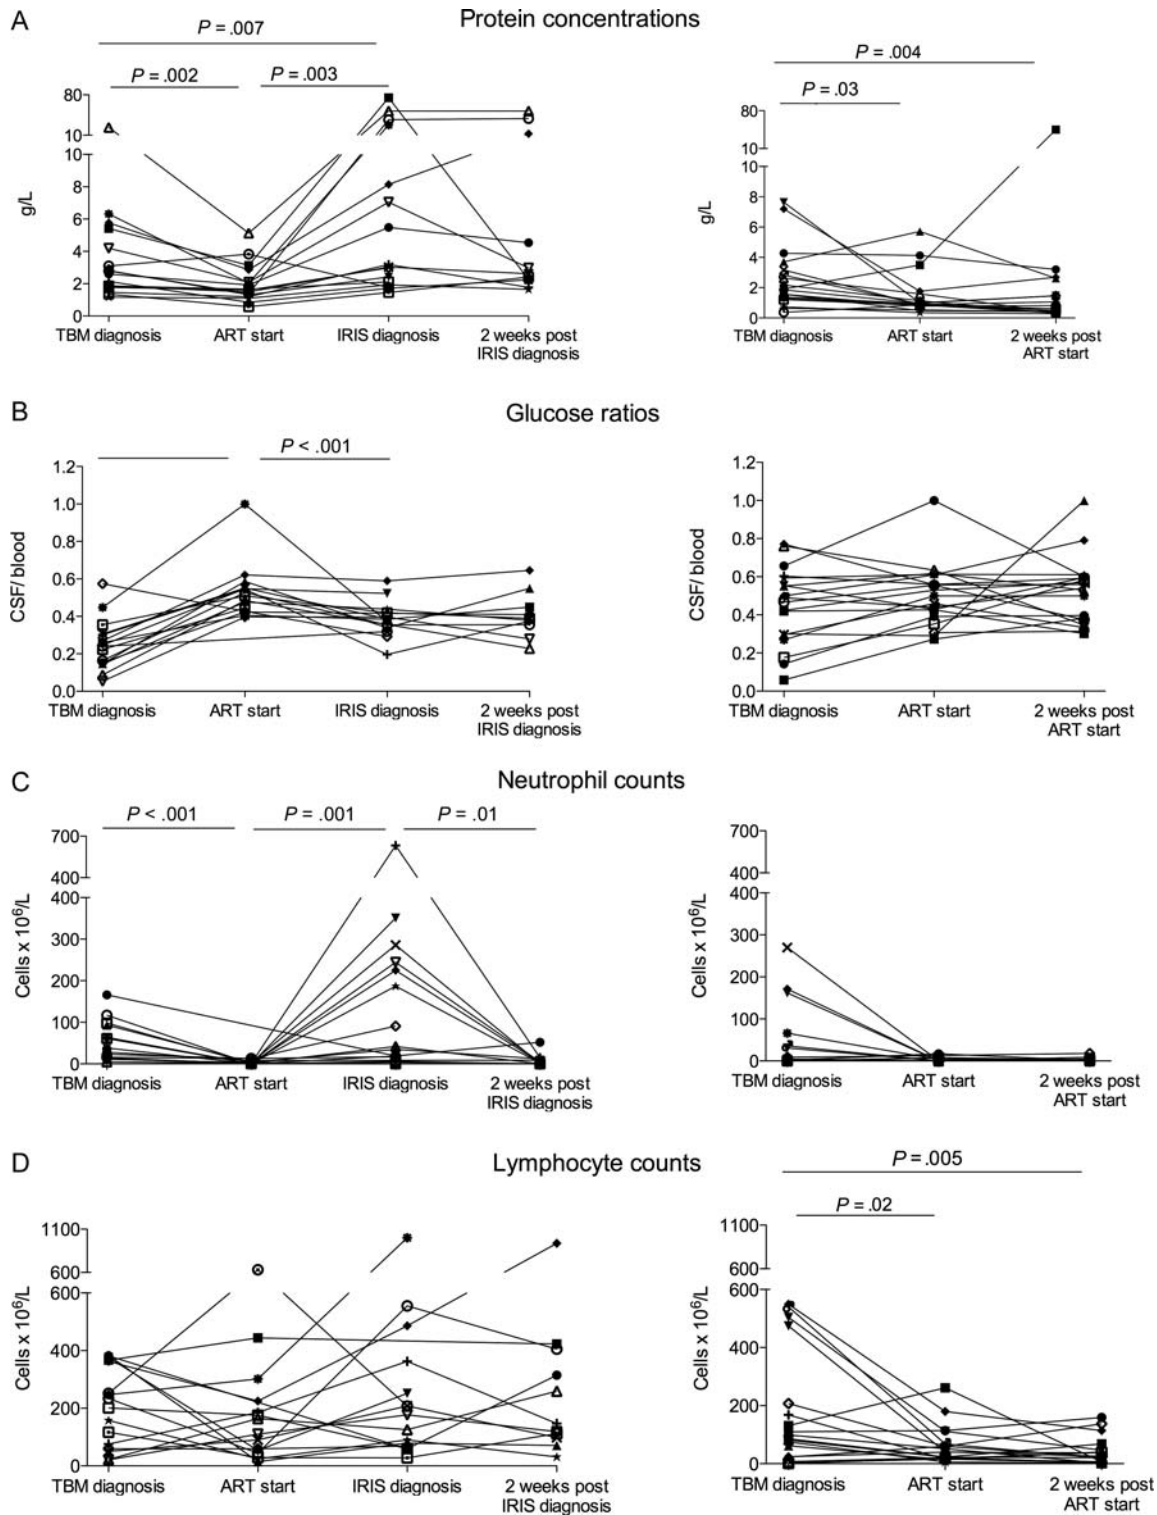 A
Protein concentrations
P = .007
P = .002
P = .003
80
10
10
8
6
4
2
0
g/L
TBM diagnosis
ART start
IRIS diagnosis
2 weeks post
IRIS diagnosis
P = .004
P = .03
80
10
10
8
6
4
2
0
g/L
TBM diagnosis
ART start
2 weeks post
ART start
B
Glucose ratios
P < .001
1.2
1.0
0.8
0.6
0.4
0.2
0.0
CSF/ blood
TBM diagnosis
ART start
IRIS diagnosis
2 weeks post
IRIS diagnosis
1.2
1.0
0.8
0.6
0.4
0.2
0.0
CSF/ blood
TBM diagnosis
ART start
2 weeks post
ART start
C
Neutrophil counts
P < .001
P = .001
P = .01
700
400
400
300
200
100
0
Cells x 10⁶/L
TBM diagnosis
ART start
IRIS diagnosis
2 weeks post
IRIS diagnosis
700
400
400
300
200
100
0
Cells x 10⁶/L
TBM diagnosis
ART start
2 weeks post
ART start
D
Lymphocyte counts
1100
600
600
400
200
0
Cells x 10⁶/L
TBM diagnosis
ART start
IRIS diagnosis
2 weeks post
IRIS diagnosis
P = .005
P = .02
1100
600
600
400
200
0
Cells x 10⁶/L
TBM diagnosis
ART start
2 weeks post
ART start